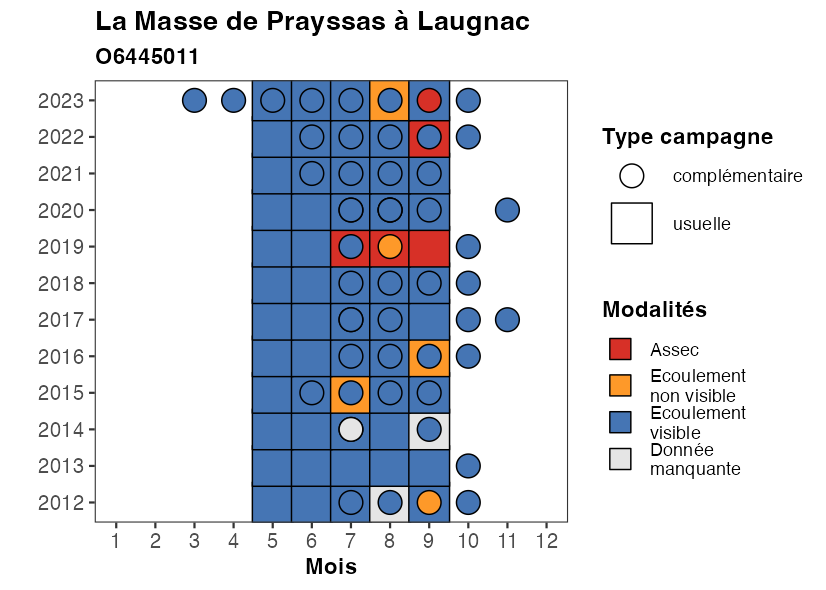 La Masse de Prayssas à Laugnac
O6445011
2023
2022
2021
2020
2019
2018
2017
2016
2015
2014
2013
2012
1 2 3 4 5 6 7 8 9 10 11 12
Mois
Type campagne
complémentaire
usuelle
Modalités
Assec
Ecoulement
non visible
Ecoulement
visible
Donnée
manquante